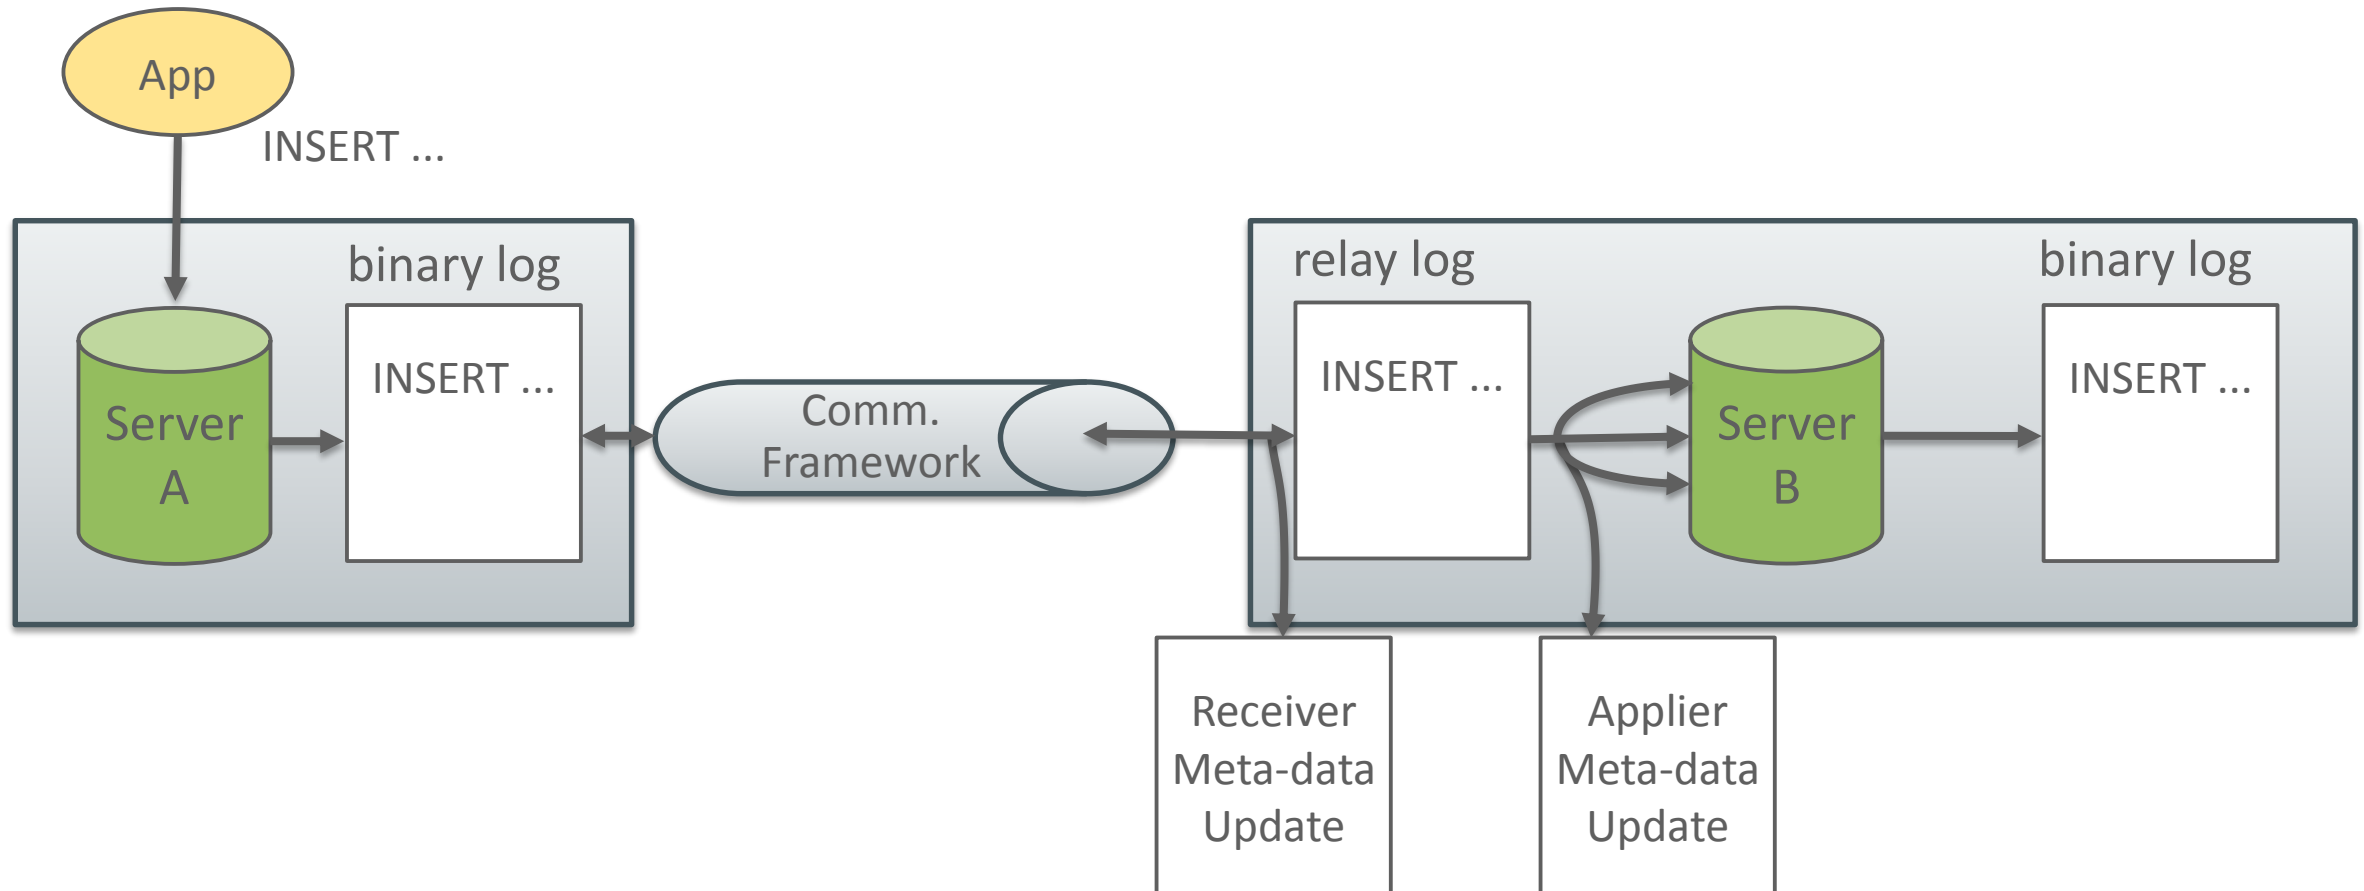 App
INSERT ...
binary log
INSERT ...
Server
A
Comm.
Framework
relay log
INSERT ...
Server
B
binary log
INSERT ...
Receiver
Meta-data
Update
Applier
Meta-data
Update